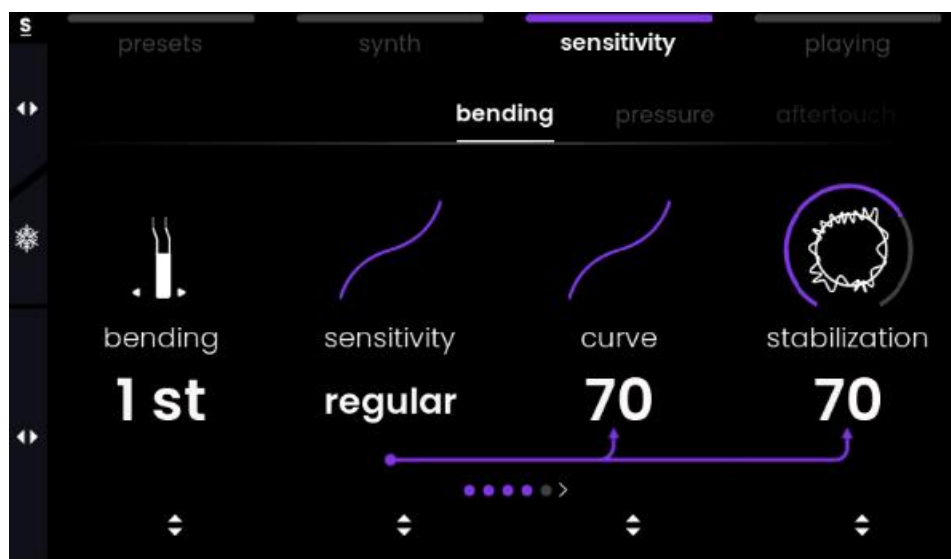 S
presets synth sensitivity playing
bending pressure aftertouch
bending sensitivity curve stabilization
1 st regular 70 70